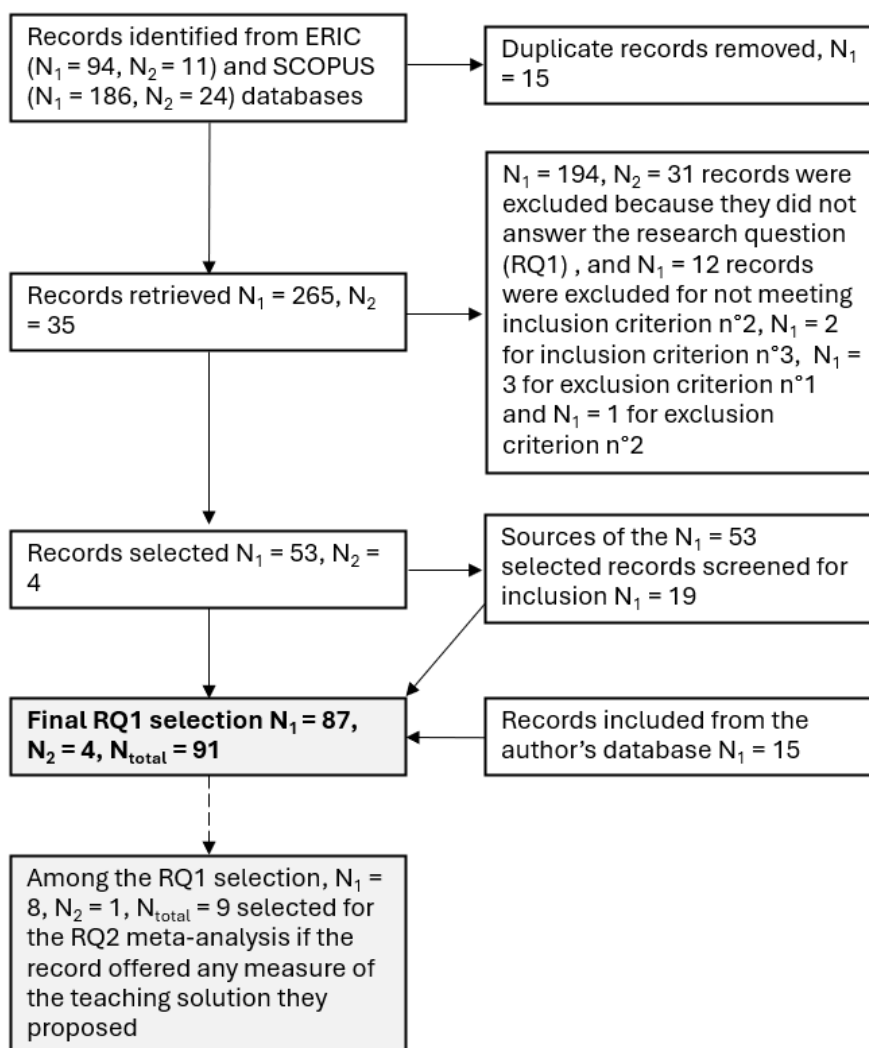 Records identified from ERIC
(N₁ = 94, N₂ = 11) and SCOPUS
(N₁ = 186, N₂ = 24) databases
Duplicate records removed, N₁
= 15
N₁ = 194, N₂ = 31 records were
excluded because they did not
answer the research question
(RQ1) , and N₁ = 12 records
were excluded for not meeting
inclusion criterion n°2, N₁ = 2
for inclusion criterion n°3, N₁ =
3 for exclusion criterion n°1
and N₁ = 1 for exclusion
criterion n°2
Records retrieved N₁ = 265, N₂
= 35
Records selected N₁ = 53, N₂ =
4
Sources of the N₁ = 53
selected records screened for
inclusion N₁ = 19
Final RQ1 selection N₁ = 87,
N₂ = 4, Nₜₒₜₐₗ = 91
Records included from the
author’s database N₁ = 15
Among the RQ1 selection, N₁ =
8, N₂ = 1, Nₜₒₜₐₗ = 9 selected for
the RQ2 meta-analysis if the
record offered any measure of
the teaching solution they
proposed